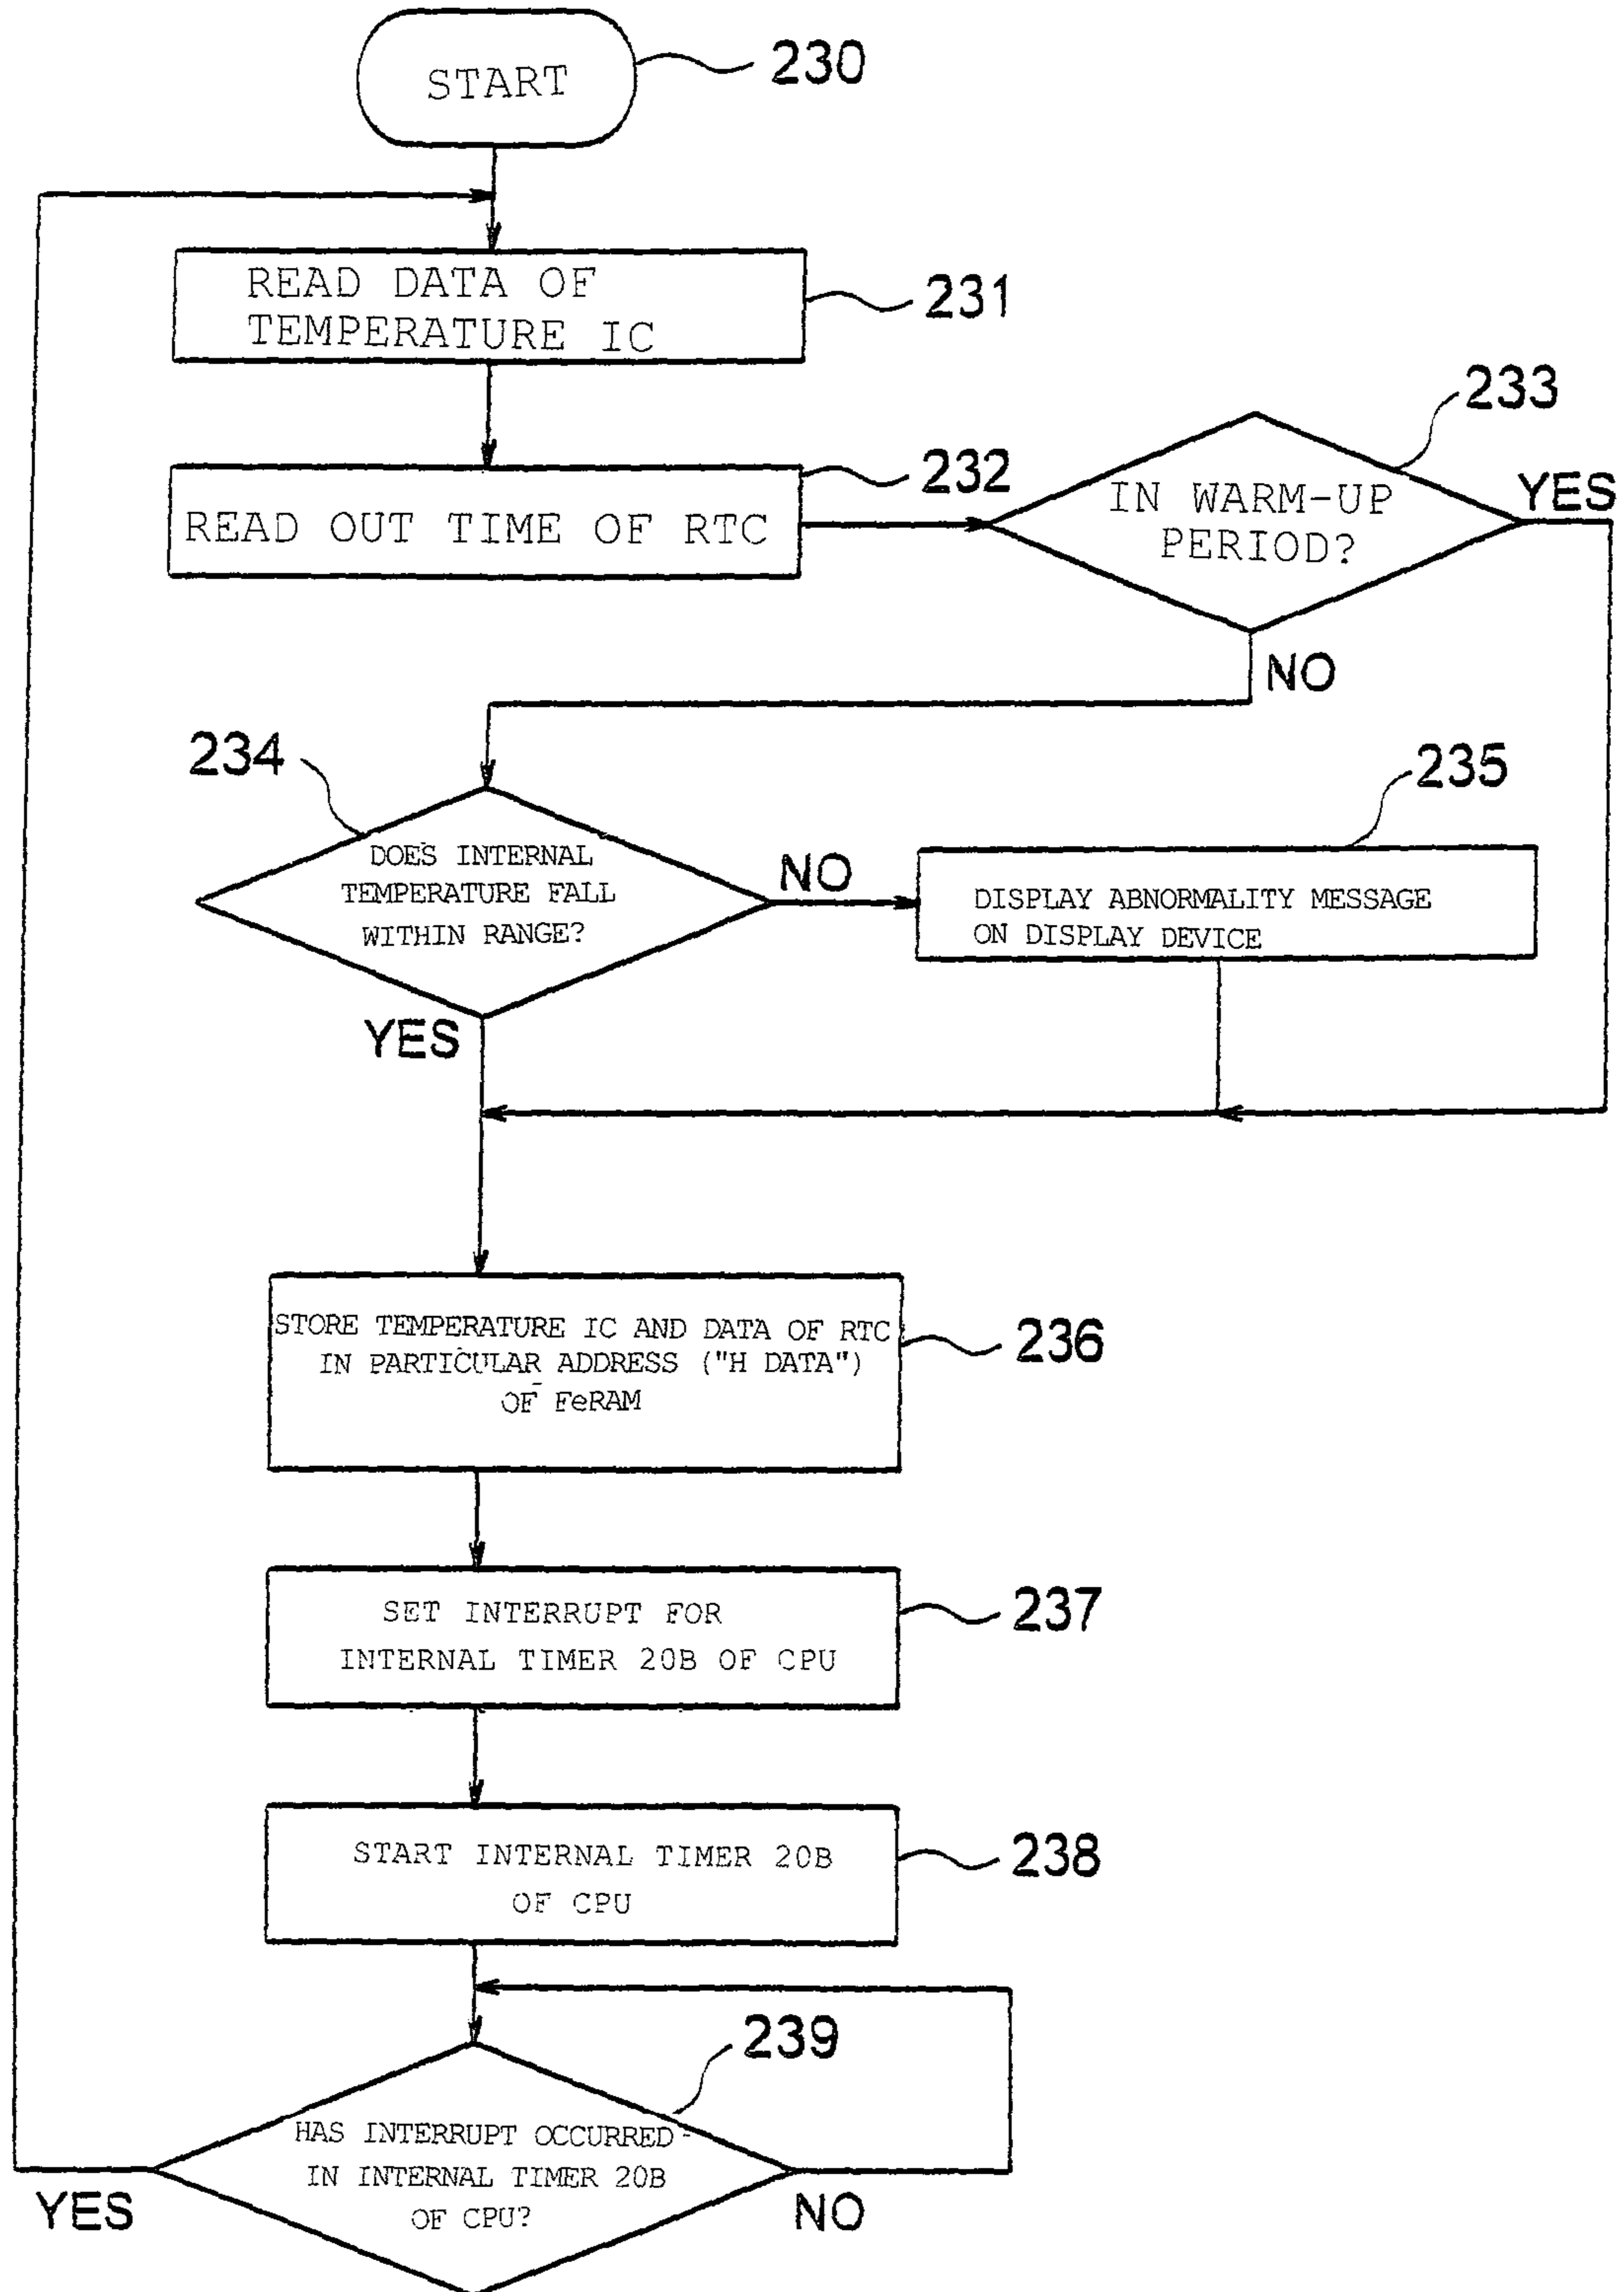 START
230
READ DATA OF
TEMPERATURE IC
231
READ OUT TIME OF RTC
232
IN WARM-UP
PERIOD?
233
YES
NO
DOES INTERNAL
TEMPERATURE FALL
WITHIN RANGE?
234
NO
YES
DISPLAY ABNORMALITY MESSAGE
ON DISPLAY DEVICE
235
STORE TEMPERATURE IC AND DATA OF RTC
IN PARTICULAR ADDRESS ("H DATA")
OF FeRAM
236
SET INTERRUPT FOR
INTERNAL TIMER 20B OF CPU
237
START INTERNAL TIMER 20B
OF CPU
238
HAS INTERRUPT OCCURRED
IN INTERNAL TIMER 20B
OF CPU?
239
YES
NO